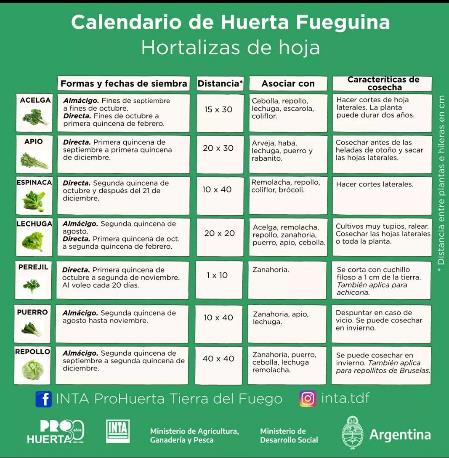 Calendario de Huerta Fueguina
Hortalizas de hoja
Formas y fechas de siembra
Distancia*
Asociar con
Características de cosecha
ACELGA
Almácigo. Fines de septiembre
a fines de octubre.
Directa. Fines de octubre a
primera quincena de febrero.
15 x 30
Cebolla, repollo,
lechuga, escarola,
coliflor.
Hacer cortes de hoja
laterales. La planta
puede durar dos años.
APIO
Directa. Primera quincena de
septiembre a primera quincena
de diciembre.
20 x 30
Arveja, haba,
lechuga, puerro y
rabanito.
Cosechar antes de las
heladas de otoño y sacar
las hojas laterales.
ESPINACA
Directa. Segunda quincena de
octubre y después del 21 de
diciembre.
10 x 40
Remolacha, repollo,
coliflor, brócoli.
Hacer cortes laterales.
LECHUGA
Almácigo. Segunda quincena de
agosto.
Directa. Primera quincena de oct.
a segunda quincena de febrero.
20 x 20
Acelga, remolacha,
repollo, zanahoria,
puerro, apio, cebolla.
Cultivos muy tupidos, ralear.
Cosechar las hojas laterales
o toda la planta.
PEREJIL
Directa. Primera quincena de
octubre a segunda de noviembre.
Al voleo cada 20 días.
1 x 10
Zanahoria.
Se corta con cuchillo
filoso a 1 cm de la tierra.
También aplica para
achicoria.
PUERRO
Almácigo. Segunda quincena de
agosto hasta noviembre.
10 x 40
Zanahoria, apio,
lechuga.
Despuntar en caso de
vicio. Se puede cosechar
en invierno.
REPOLLO
Almácigo. Segunda quincena de
septiembre a segunda quincena
de octubre.
40 x 40
Zanahoria, puerro,
cebolla, lechuga
remolacha.
Se puede cosechar en
invierno. También aplica
para repollitos de Bruselas.
* Distancia entre plantas e hileras en cm
INTA ProHuerta Tierra del Fuego
inta.tdf
PRO
HUERTA
INTA
Ministerio de Agricultura,
Ganadería y Pesca
Ministerio de
Desarrollo Social
Argentina